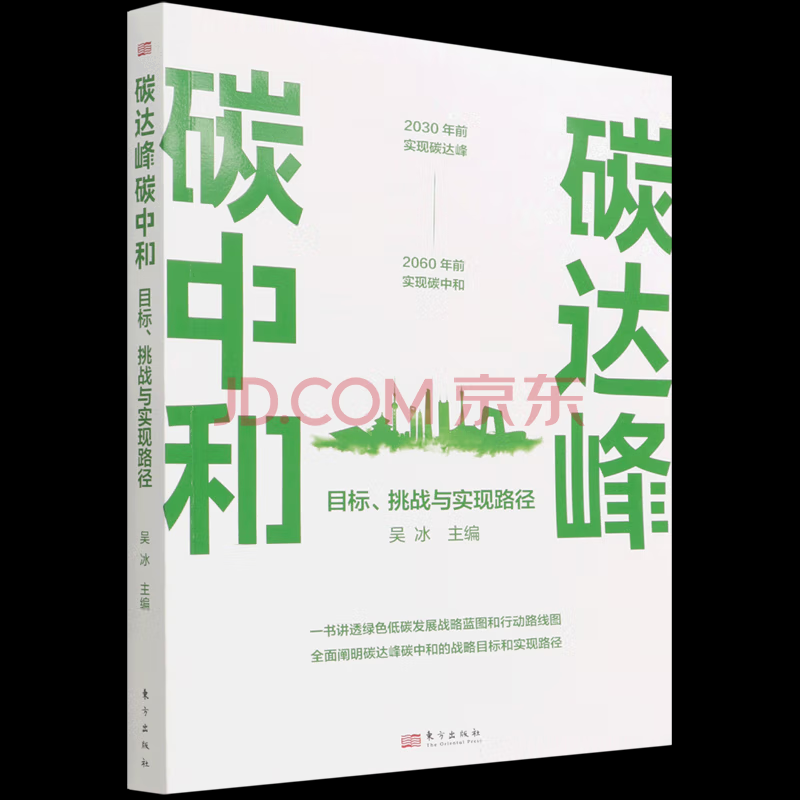 碳达峰碳中和
目标、挑战与实现路径
吴冰 主编
东方出版社
碳达峰
碳中和
2030 年前
实现碳达峰
2060 年前
实现碳中和
JD.COM 京东
目标、挑战与实现路径
吴 冰 主编
一书讲透绿色低碳发展战略蓝图和行动路线图
全面阐明碳达峰碳中和的战略目标和实现路径
東方出版社
The Oriental Press